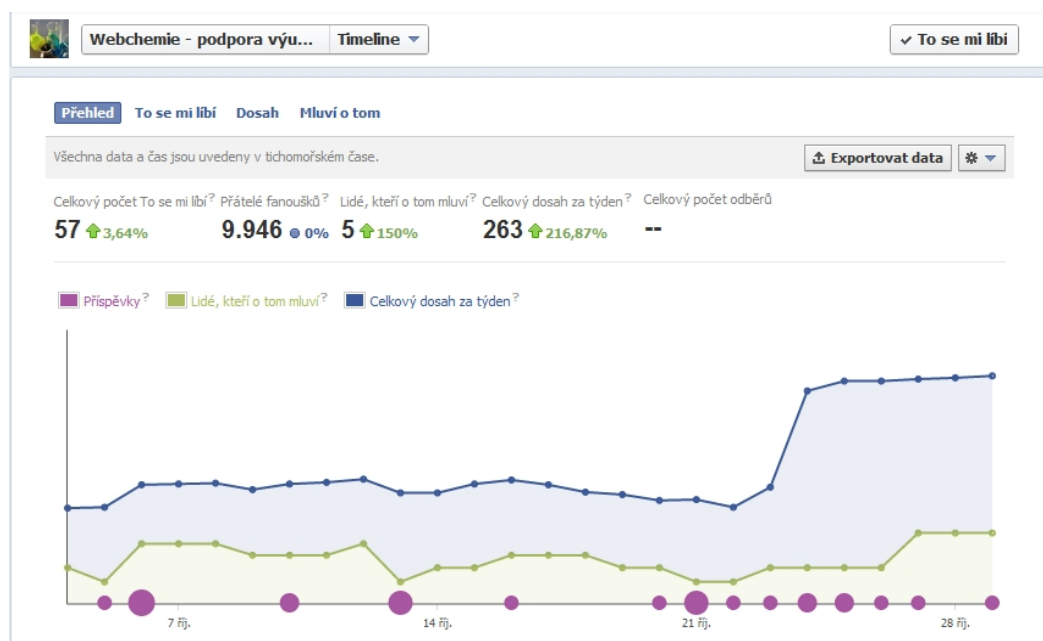 Webchemie - podpora výu... Timeline
To se mi líbí
Přehled To se mi líbí Dosah Mluví o tom
Všechna data a čas jsou uvedeny v tichomořském čase. Exportovat data
Celkový počet To se mi líbí? Přátelé fanoušků? Lidé, kteří o tom mluví? Celkový dosah za týden? Celkový počet odběrů
57 3,64% 9.946 0% 5 150% 263 216,87% --
Příspěvky? Lidé, kteří o tom mluví? Celkový dosah za týden?
7 říj. 14 říj. 21 říj. 28 říj.